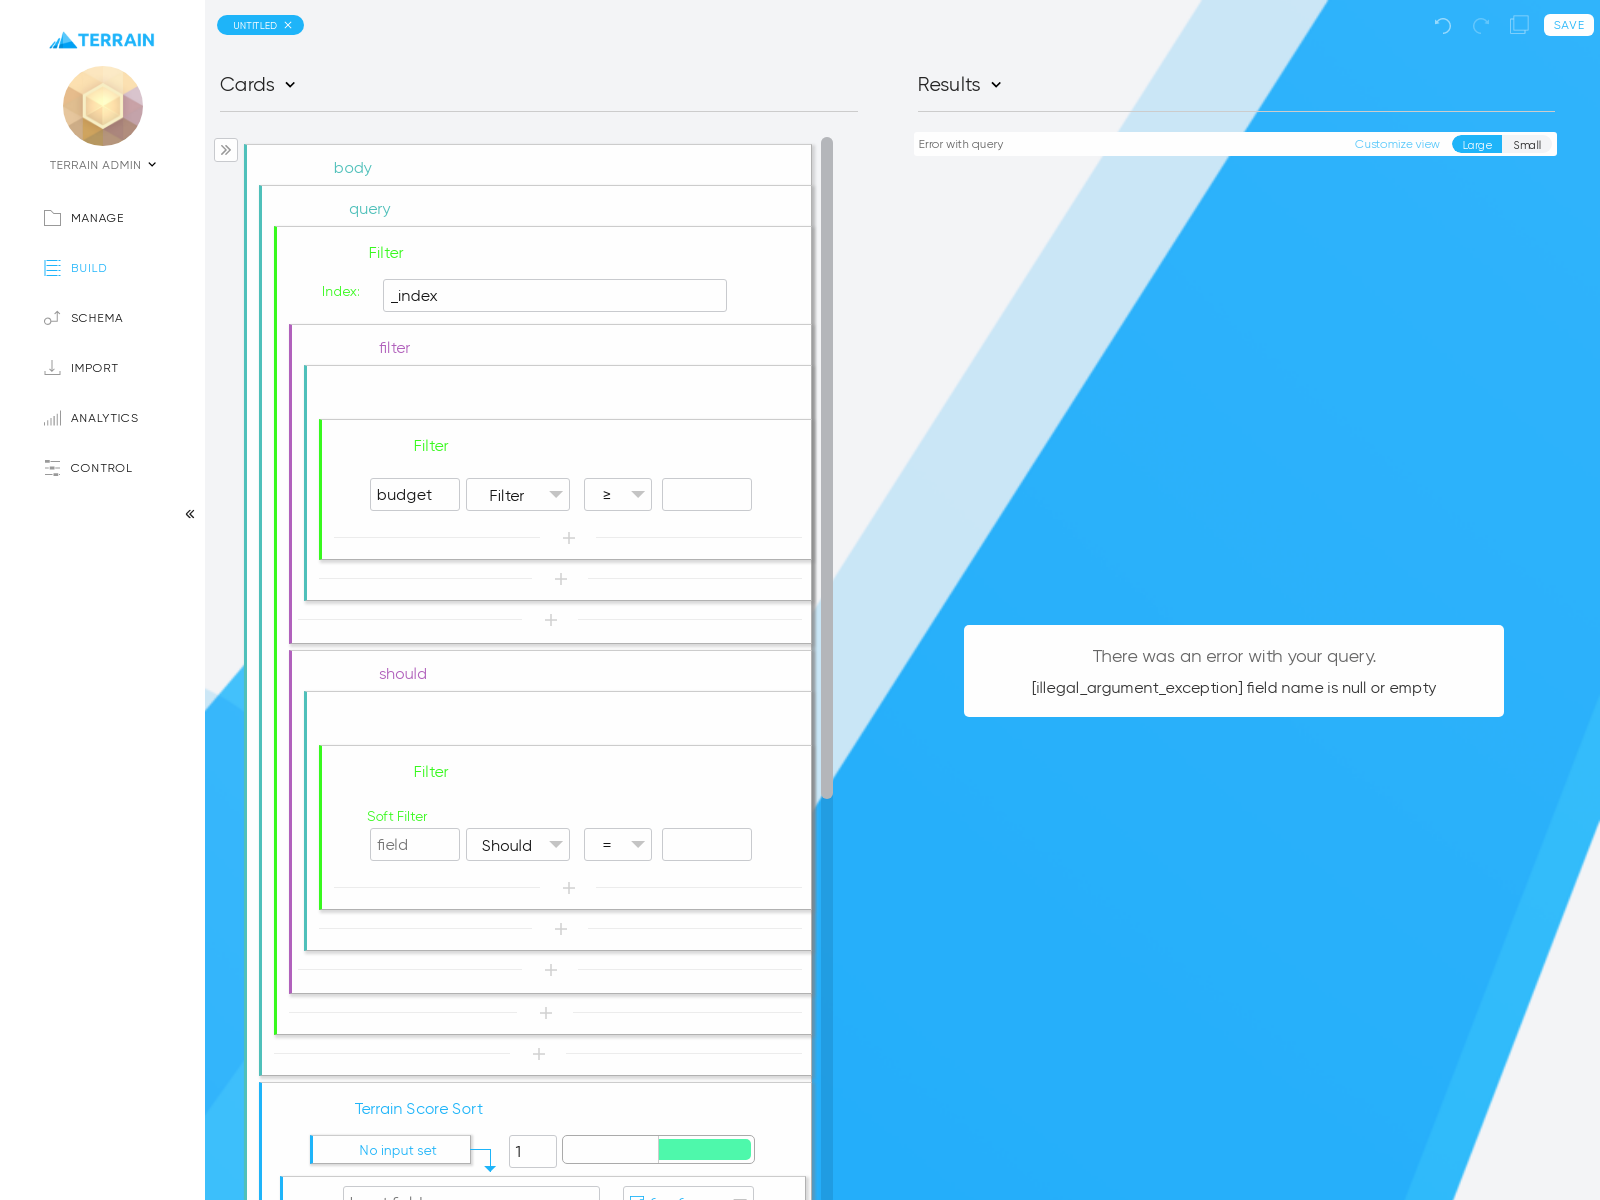 TERRAIN
TERRAIN ADMIN
MANAGE
BUILD
SCHEMA
IMPORT
ANALYTICS
CONTROL
UNTITLED
SAVE
Cards
body
query
Filter
Index: _index
filter
Filter
budget Filter ≥
should
Filter
Soft Filter
field Should =
Terrain Score Sort
No input set 1
Results
Error with query Customize view Large Small
There was an error with your query.
[illegal_argument_exception] field name is null or empty